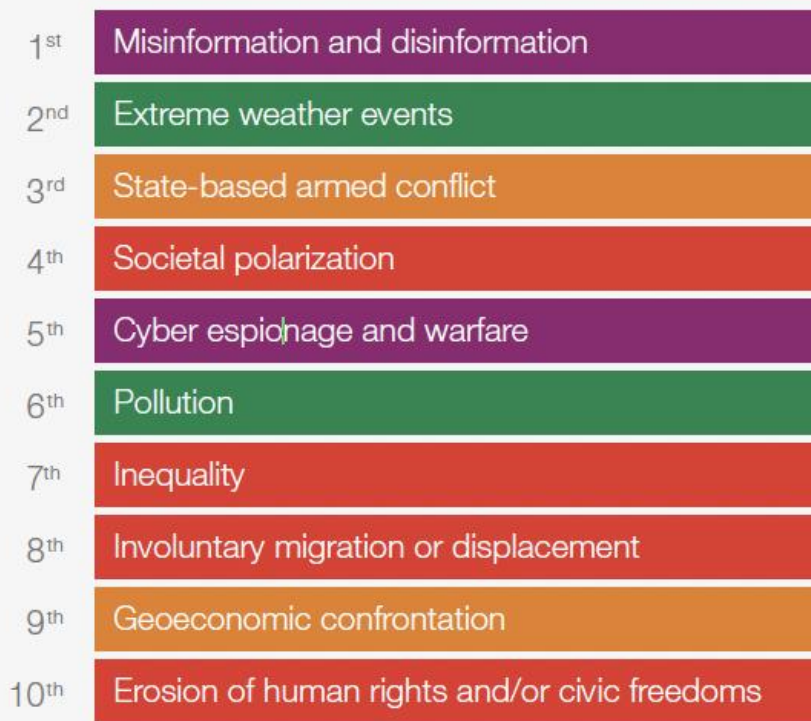 1st Misinformation and disinformation
2nd Extreme weather events
3rd State-based armed conflict
4th Societal polarization
5th Cyber espionage and warfare
6th Pollution
7th Inequality
8th Involuntary migration or displacement
9th Geoeconomic confrontation
10th Erosion of human rights and/or civic freedoms